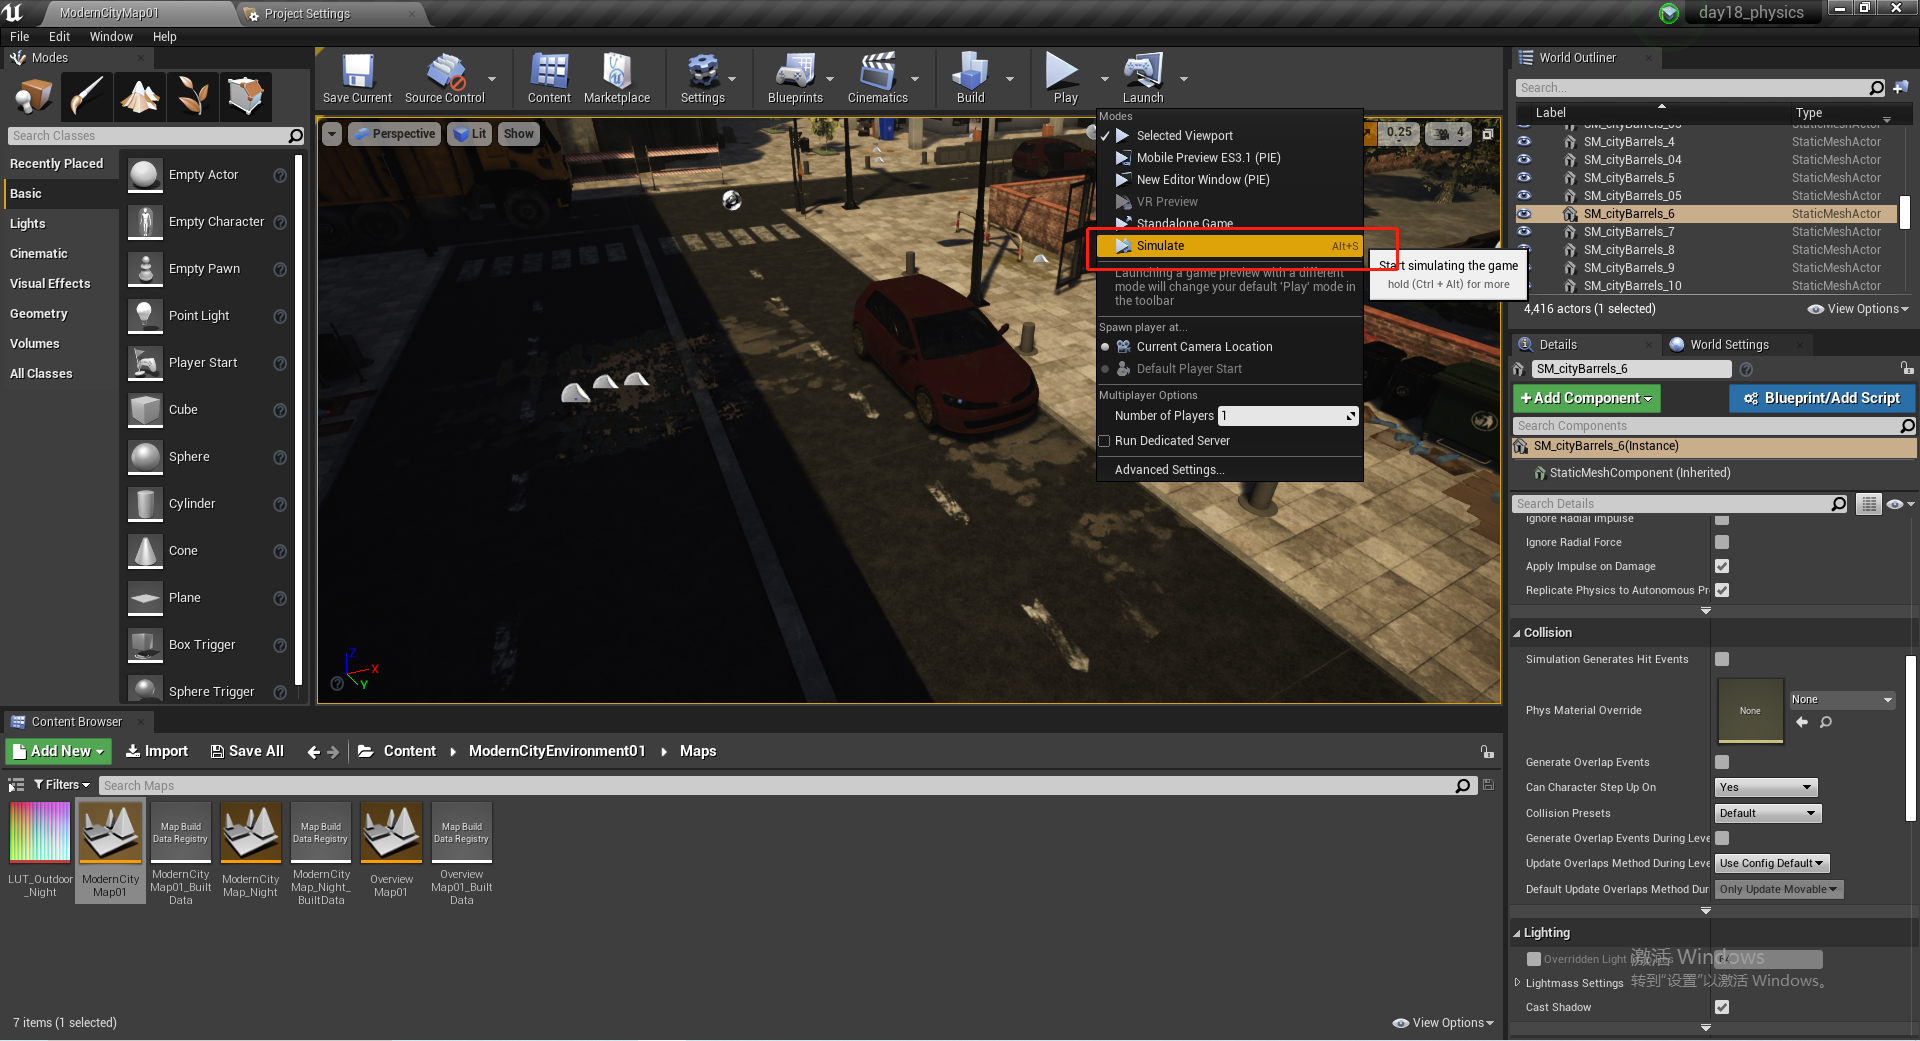 ModernCityMap01
Project Settings
day18_physics
File Edit Window Help
Modes
Search Classes
Recently Placed
Basic
Lights
Cinematic
Visual Effects
Geometry
Volumes
All Classes
Empty Actor
Empty Character
Empty Pawn
Point Light
Player Start
Cube
Sphere
Cylinder
Cone
Plane
Box Trigger
Sphere Trigger
Save Current
Source Control
Content
Marketplace
Settings
Blueprints
Cinematics
Build
Play
Launch
Perspective
Lit
Show
0.25
4
Modes
Selected Viewport
Mobile Preview ES3.1 (PIE)
New Editor Window (PIE)
VR Preview
Standalone Game
Simulate Alt+S
Launching a game preview with a different
mode will change your default 'Play' mode in
the toolbar
Spawn player at...
Current Camera Location
Default Player Start
Multiplayer Options
Number of Players 1
Run Dedicated Server
Advanced Settings...
Start simulating the game
hold (Ctrl + Alt) for more
X
Y
Z
World Outliner
Search...
Label Type
SM_cityBarrels_03 StaticMeshActor
SM_cityBarrels_4 StaticMeshActor
SM_cityBarrels_04 StaticMeshActor
SM_cityBarrels_5 StaticMeshActor
SM_cityBarrels_05 StaticMeshActor
SM_cityBarrels_6 StaticMeshActor
SM_cityBarrels_7 StaticMeshActor
SM_cityBarrels_8 StaticMeshActor
SM_cityBarrels_9 StaticMeshActor
SM_cityBarrels_10 StaticMeshActor
4,416 actors (1 selected)
View Options
Details
World Settings
SM_cityBarrels_6
+Add Component
Blueprint/Add Script
Search Components
SM_cityBarrels_6(Instance)
StaticMeshComponent (Inherited)
Search Details
Ignore Radial Impulse
Ignore Radial Force
Apply Impulse on Damage
Replicate Physics to Autonomous Pr
Collision
Simulation Generates Hit Events
Phys Material Override
None
None
Generate Overlap Events
Can Character Step Up On Yes
Collision Presets Default
Generate Overlap Events During Leve
Update Overlaps Method During Leve Use Config Default
Default Update Overlaps Method Dur Only Update Movable
Lighting
Overridden Light
Lightmass Settings
Cast Shadow
激活 Windows
转到"设置"以激活 Windows。
Content Browser
Add New
Import
Save All
Content
ModernCityEnvironment01
Maps
Filters
Search Maps
LUT_Outdoor
_Night
ModernCity
Map01
Map Build
Data Registry
ModernCity
Map01_Built
Data
ModernCity
Map_Night
Map Build
Data Registry
ModernCity
Map_Night_
BuiltData
Overview
Map01
Map Build
Data Registry
Overview
Map01_Built
Data
7 items (1 selected)
View Options